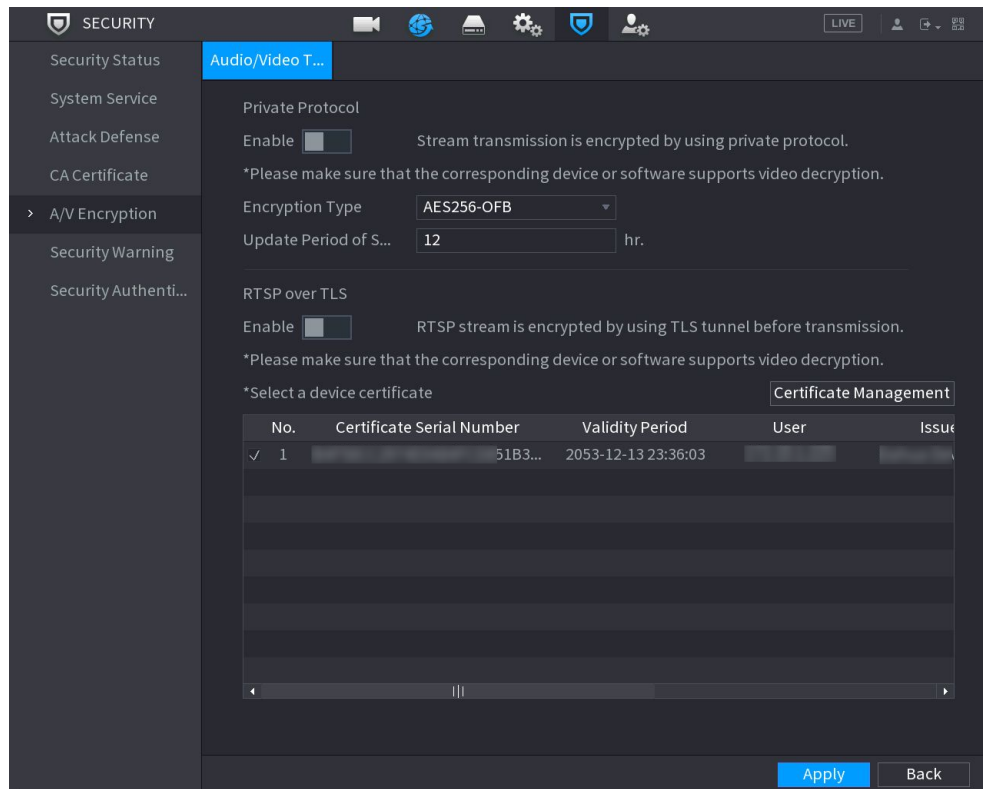 SECURITY
LIVE
Security Status
System Service
Attack Defense
CA Certificate
A/V Encryption
Security Warning
Security Authenti...
Audio/Video T...
Private Protocol
Enable Stream transmission is encrypted by using private protocol.
*Please make sure that the corresponding device or software supports video decryption.
Encryption Type AES256-OFB
Update Period of S... 12 hr.
RTSP over TLS
Enable RTSP stream is encrypted by using TLS tunnel before transmission.
*Please make sure that the corresponding device or software supports video decryption.
*Select a device certificate Certificate Management
No. Certificate Serial Number Validity Period User Issue
1 51B3... 2053-12-13 23:36:03
Apply Back